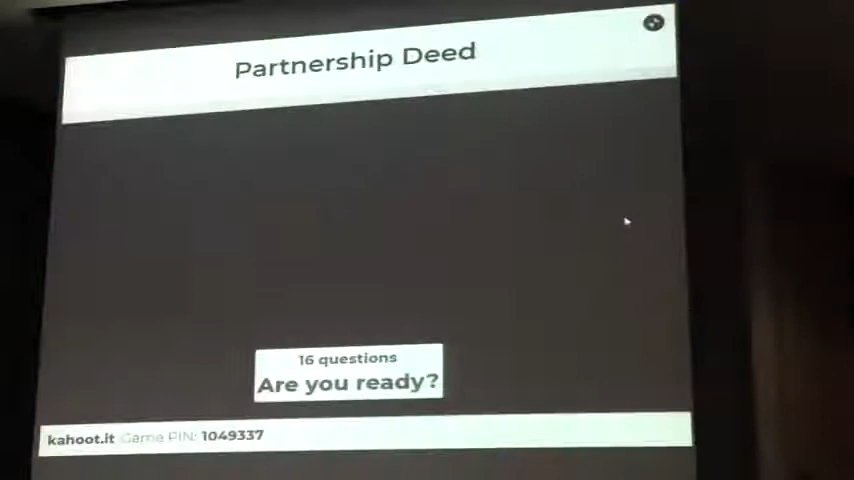 Partnership Deed
16 questions
Are you ready?
kahoot.it Game PIN: 1049337